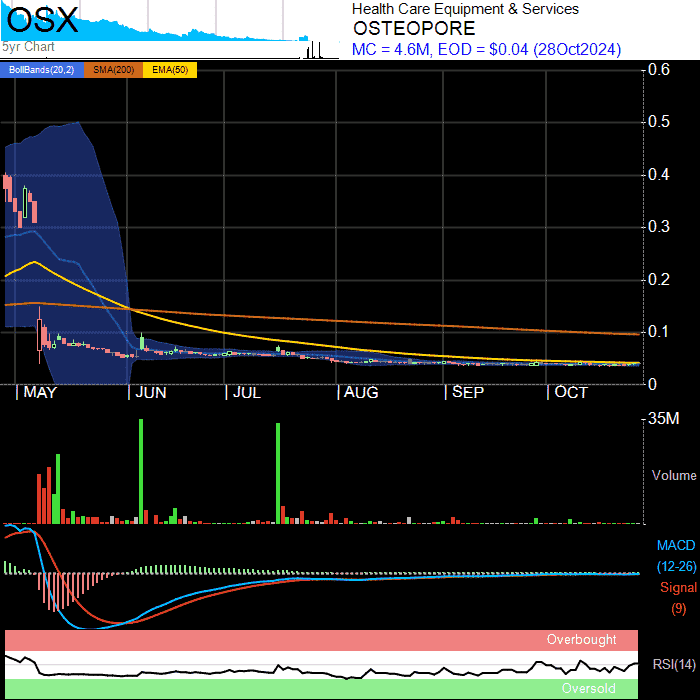 OSX
5yr Chart
Health Care Equipment & Services
OSTEOPORE
MC = 4.6M, EOD = $0.04 (28Oct2024)
BollBands(20,2) SMA(200) EMA(50)
0.6
0.5
0.4
0.3
0.2
0.1
0
MAY JUN JUL AUG SEP OCT
35M
Volume
MACD
(12-26)
Signal
(9)
Overbought
RSI(14)
Oversold